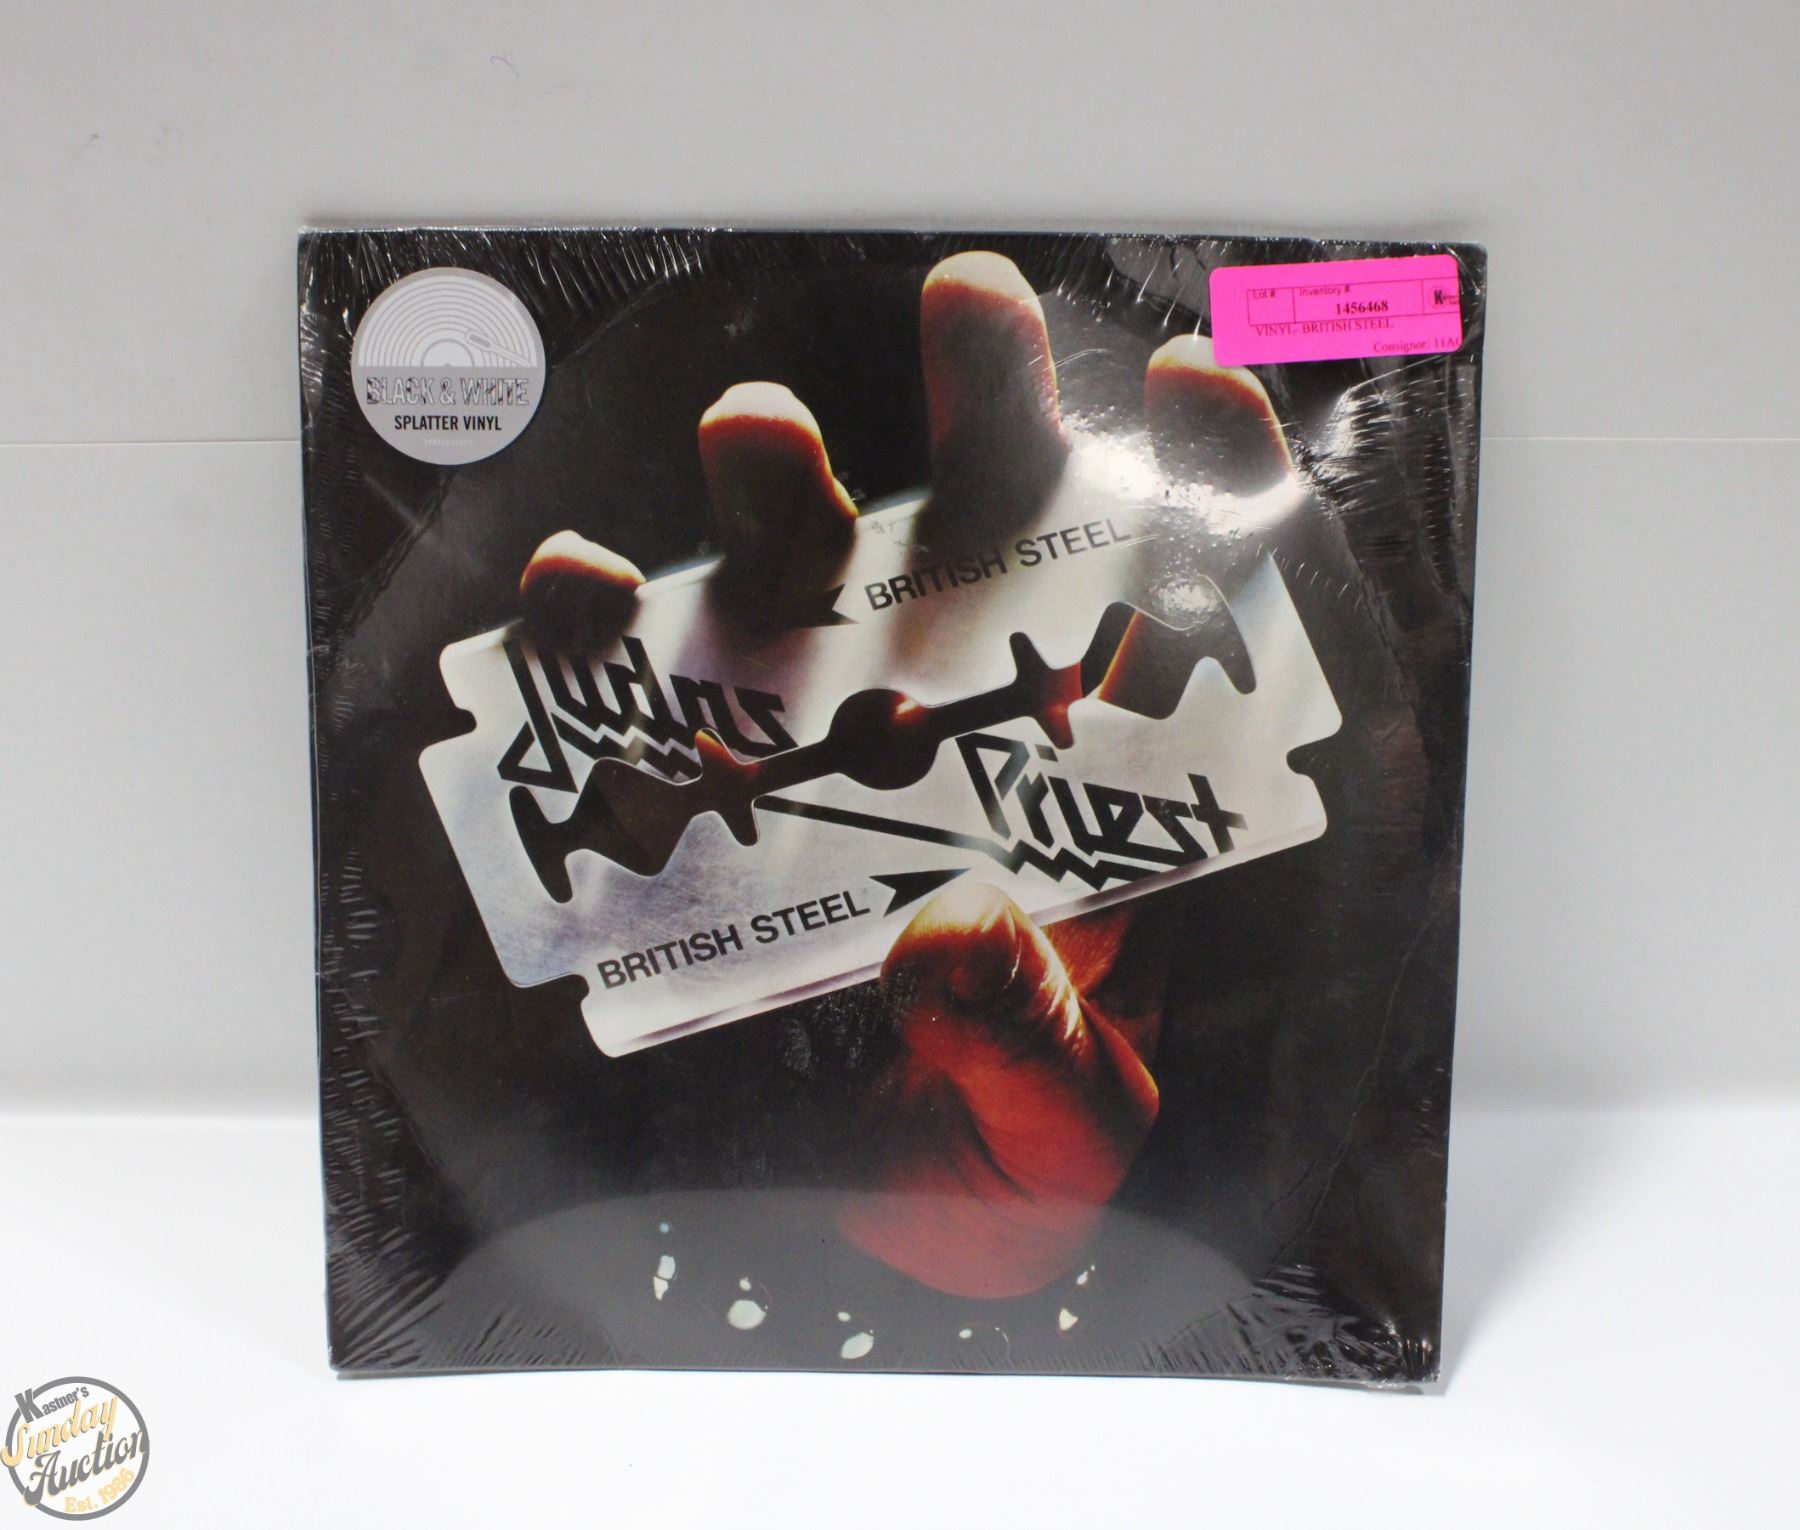 Lot #
Inventory #
1456468
VINYL- BRITISH STEEL
Consignor: 11A
BLACK & WHITE
SPLATTER VINYL
BRITISH STEEL
Judas
Priest
BRITISH STEEL
Kastner's
Sunday
Auction
Est. 1986